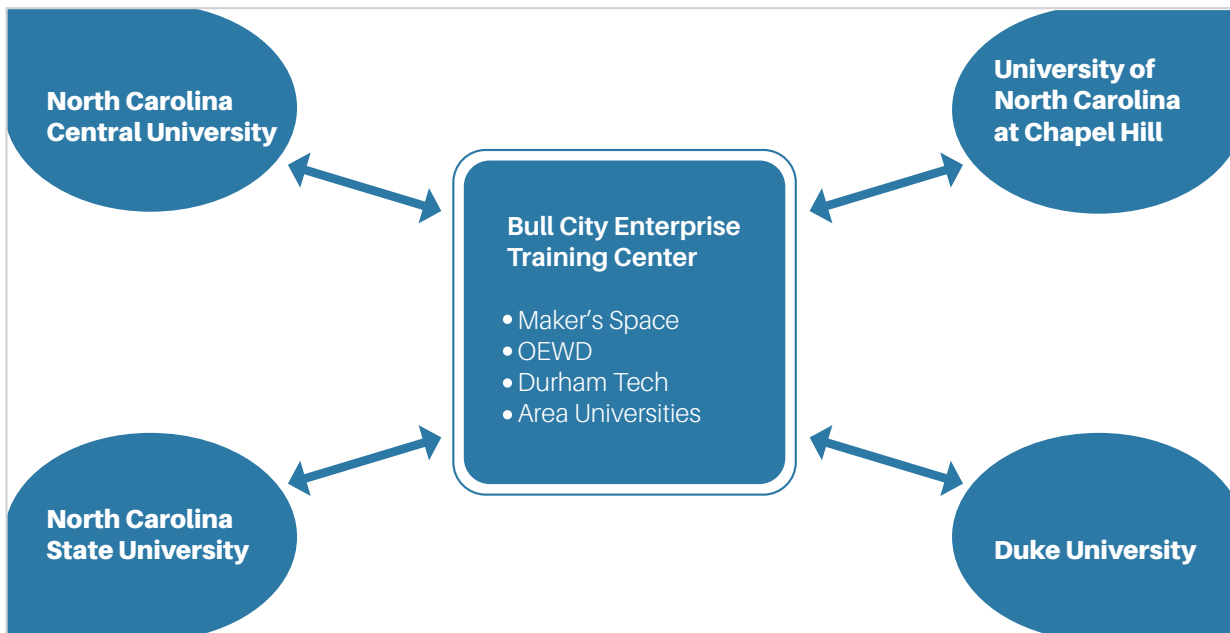 North Carolina
Central University
University of
North Carolina
at Chapel Hill
Bull City Enterprise
Training Center
• Maker’s Space
• OEWD
• Durham Tech
• Area Universities
North Carolina
State University
Duke University